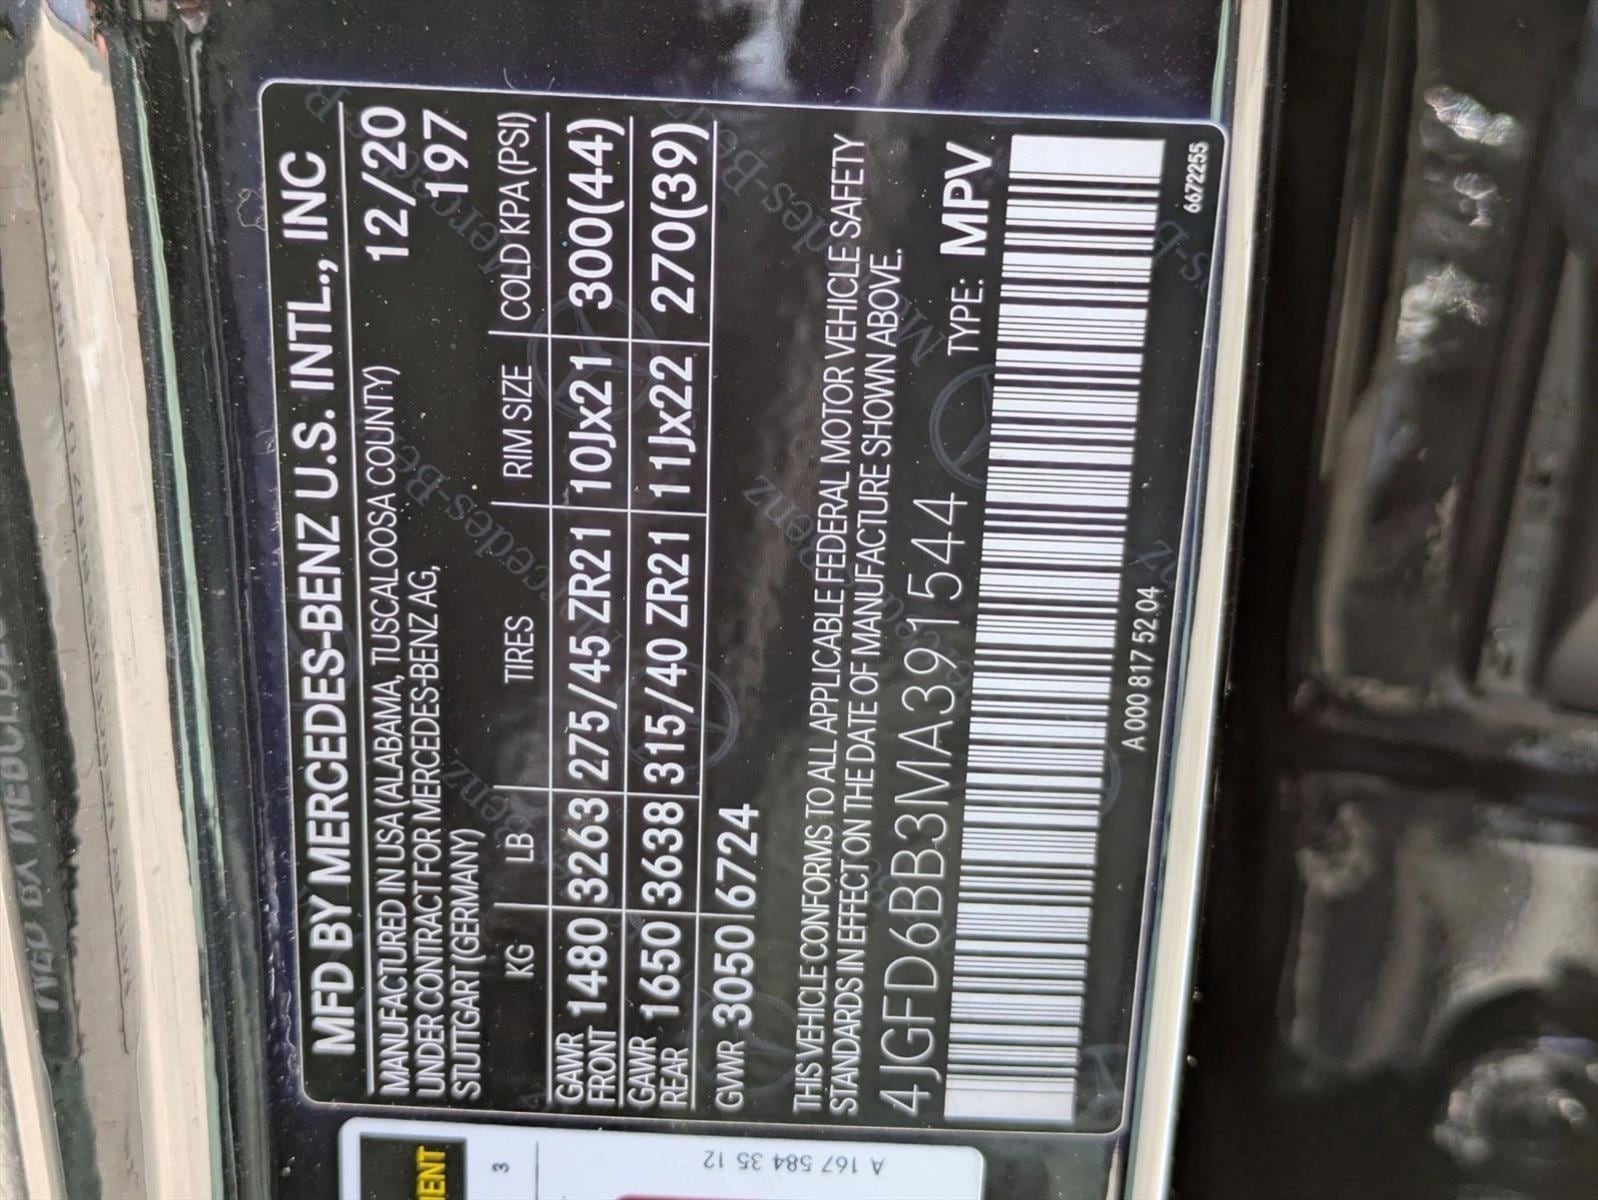 MFD BY MERCEDES-BENZ U.S. INTL., INC
MANUFACTURED IN USA (ALABAMA, TUSCALOOSA COUNTY) 12/20
UNDER CONTRACT FOR MERCEDES-BENZ AG, 197
STUTTGART (GERMANY)
KG LB TIRES RIM SIZE COLD KPA (PSI)
GAWR FRONT 1480 3263 275/45 ZR21 10Jx21 300(44)
GAWR REAR 1650 3638 315/40 ZR21 11Jx22 270(39)
GVWR 3050 6724
THIS VEHICLE CONFORMS TO ALL APPLICABLE FEDERAL MOTOR VEHICLE SAFETY
STANDARDS IN EFFECT ON THE DATE OF MANUFACTURE SHOWN ABOVE.
4JGFD6BB3MA391544 TYPE: MPV
A 000 817 52 04
6672255
A 167 584 35 12
3